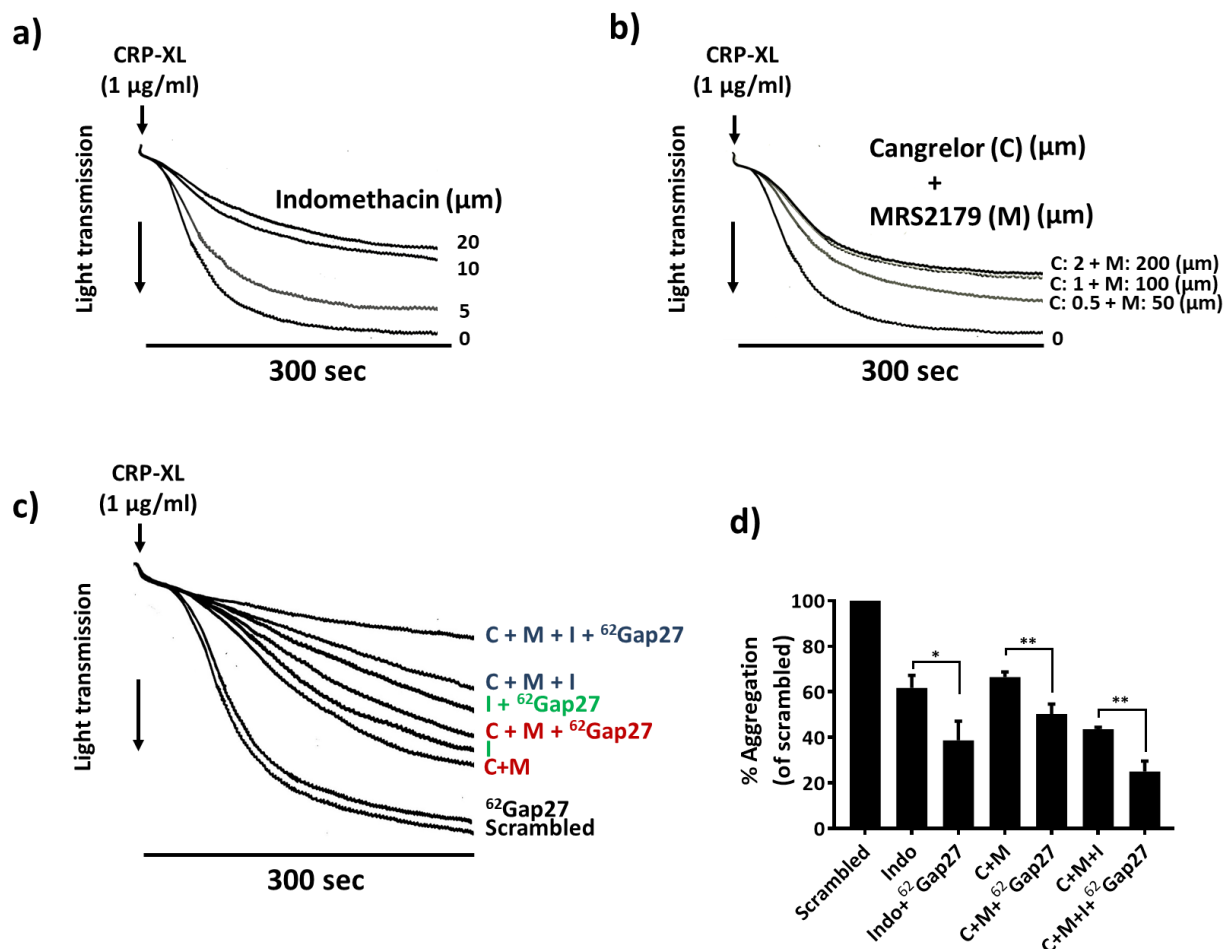 a)
CRP-XL
(1 µg/ml)
Light transmission
Indomethacin (µm)
20
10
5
0
300 sec
b)
CRP-XL
(1 µg/ml)
Light transmission
Cangrelor (C) (µm)
+
MRS2179 (M) (µm)
C: 2 + M: 200 (µm)
C: 1 + M: 100 (µm)
C: 0.5 + M: 50 (µm)
0
300 sec
c)
CRP-XL
(1 µg/ml)
Light transmission
C + M + I + ⁶²Gap27
C + M + I
I + ⁶²Gap27
C + M + ⁶²Gap27
I
C+M
⁶²Gap27
Scrambled
300 sec
d)
% Aggregation
(of scrambled)
100
80
60
40
20
0
*
**
**
Scrambled
Indo
Indo+⁶²Gap27
C+M
C+M+⁶²Gap27
C+M+I
C+M+I+⁶²Gap27